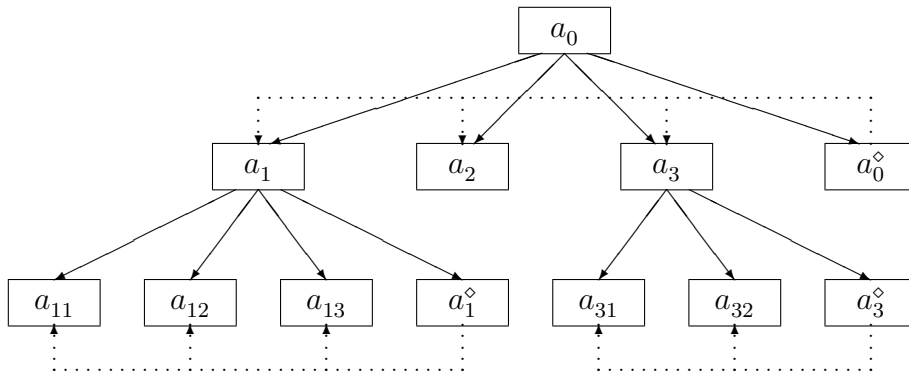 a₀
a₁ a₂ a₃ a₀^⋄
a₁₁ a₁₂ a₁₃ a₁^⋄ a₃₁ a₃₂ a₃^⋄